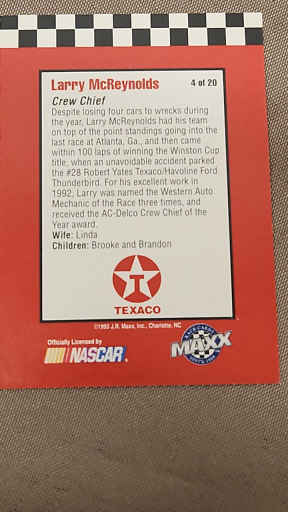 Larry McReynolds 4 of 20
Crew Chief
Despite losing four cars to wrecks during
the year, Larry McReynolds had his team
on top of the point standings going into the
last race at Atlanta, Ga., and then came
within 100 laps of winning the Winston Cup
title; when an unavoidable accident parked
the #28 Robert Yates Texaco/Havoline Ford
Thunderbird. For his excellent work in
1992, Larry was named the Western Auto
Mechanic of the Race three times, and
received the AC-Delco Crew Chief of the
Year award.
Wife: Linda
Children: Brooke and Brandon
T
TEXACO
©1993 J.R. Maxx, Inc., Charlotte, NC
Officially Licensed by
NASCAR
MAXX